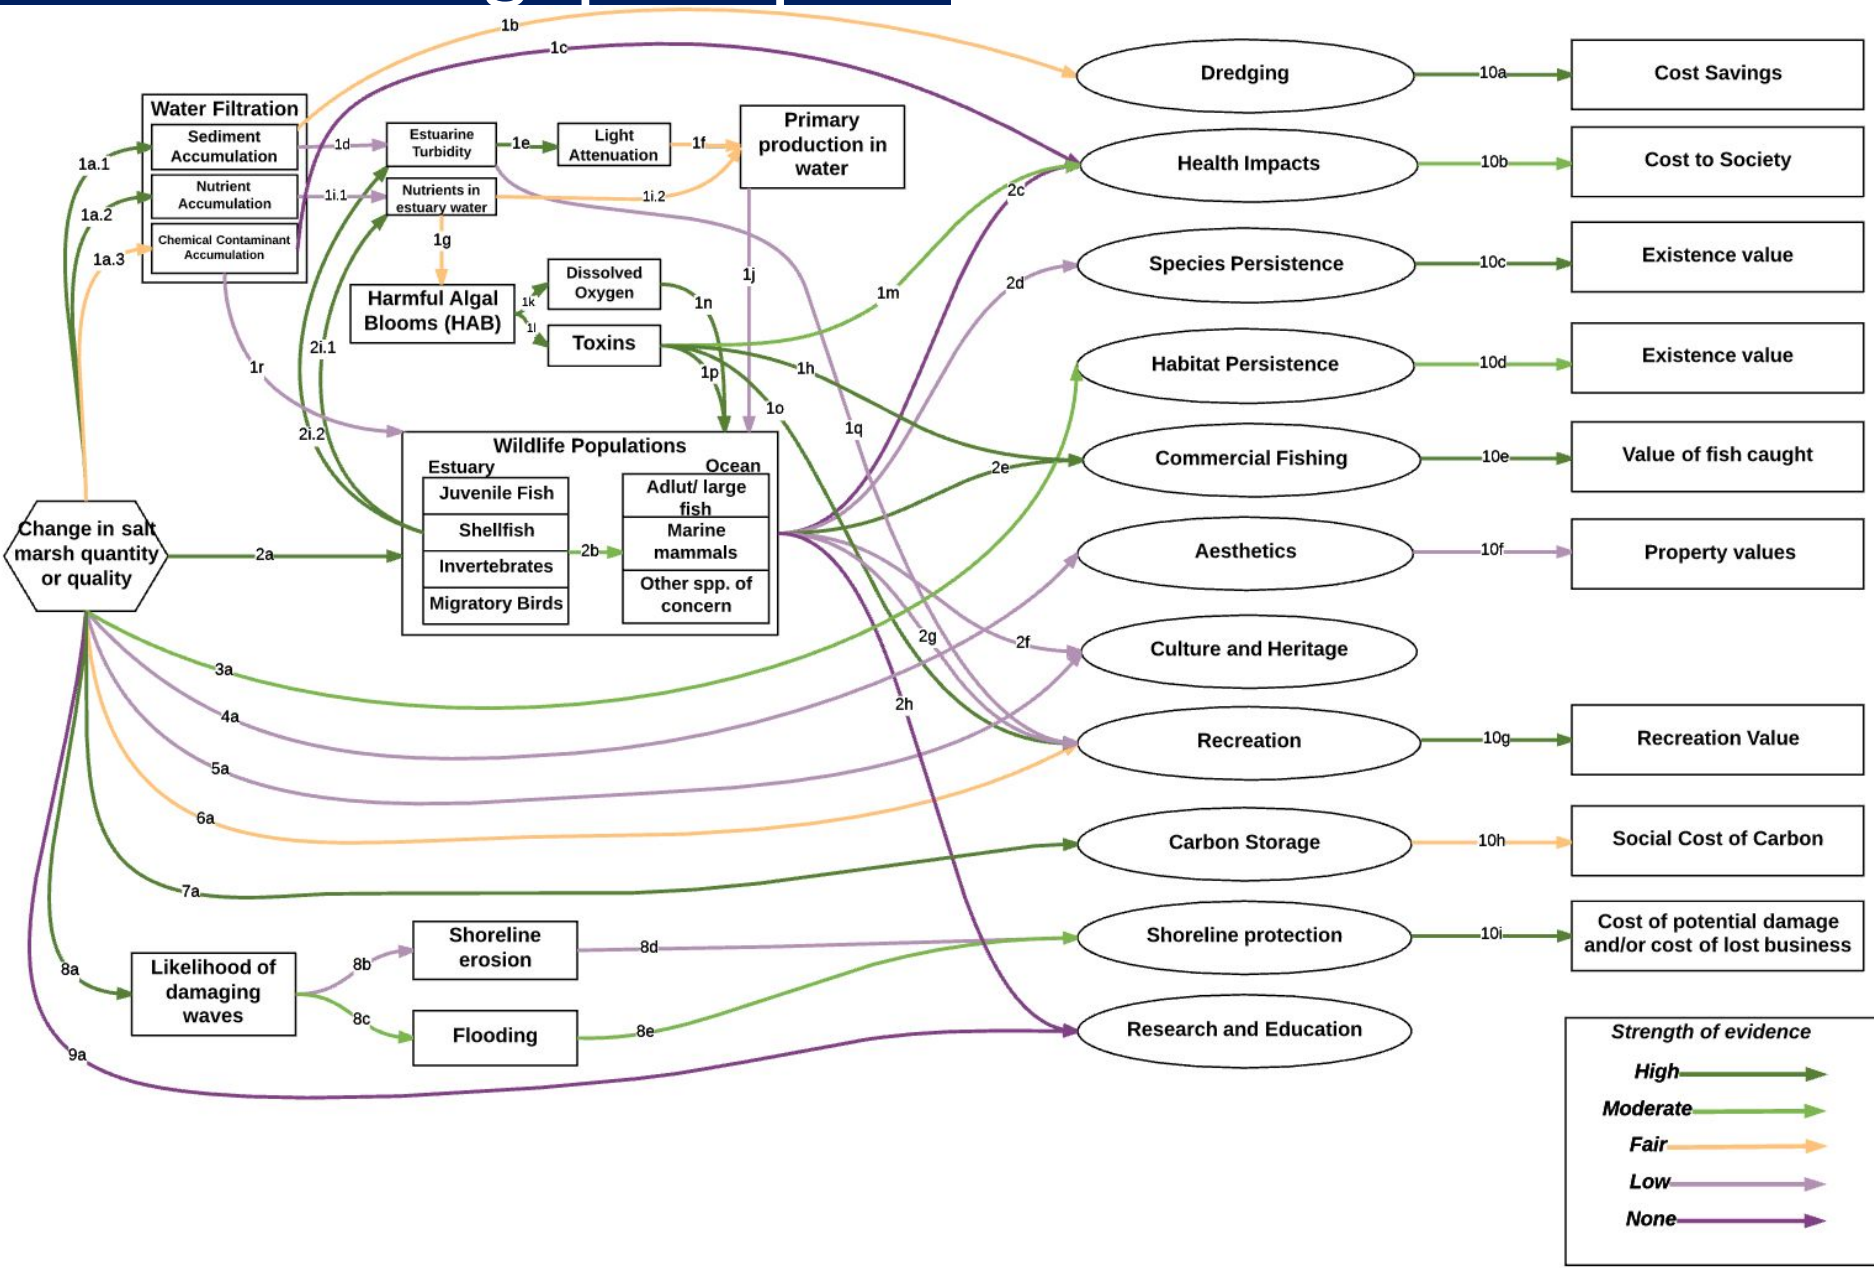 1b
1c
Dredging
10a
Cost Savings
Water Filtration
Sediment
Accumulation
Nutrient
Accumulation
Chemical Contaminant
Accumulation
1a.1
1a.2
1a.3
1d
1i.1
Estuarine
Turbidity
1e
Light
Attenuation
1f
Primary
production in
water
Nutrients in
estuary water
1i.2
1g
Harmful Algal
Blooms (HAB)
1k
1l
Dissolved
Oxygen
Toxins
1n
1j
1p
1m
1h
1o
1q
1r
2i.1
2i.2
2c
2d
Health Impacts
10b
Cost to Society
Species Persistence
10c
Existence value
Habitat Persistence
10d
Existence value
Commercial Fishing
10e
Value of fish caught
Wildlife Populations
Estuary
Juvenile Fish
Shellfish
Invertebrates
Migratory Birds
2b
Ocean
Adlut/ large
fish
Marine
mammals
Other spp. of
concern
2e
2f
2g
2h
Change in salt
marsh quantity
or quality
2a
Aesthetics
10f
Property values
Culture and Heritage
3a
4a
5a
6a
7a
8a
9a
Recreation
10g
Recreation Value
Carbon Storage
10h
Social Cost of Carbon
Likelihood of
damaging
waves
8b
8c
Shoreline
erosion
Flooding
8d
8e
Shoreline protection
10i
Cost of potential damage
and/or cost of lost business
Research and Education
Strength of evidence
High
Moderate
Fair
Low
None